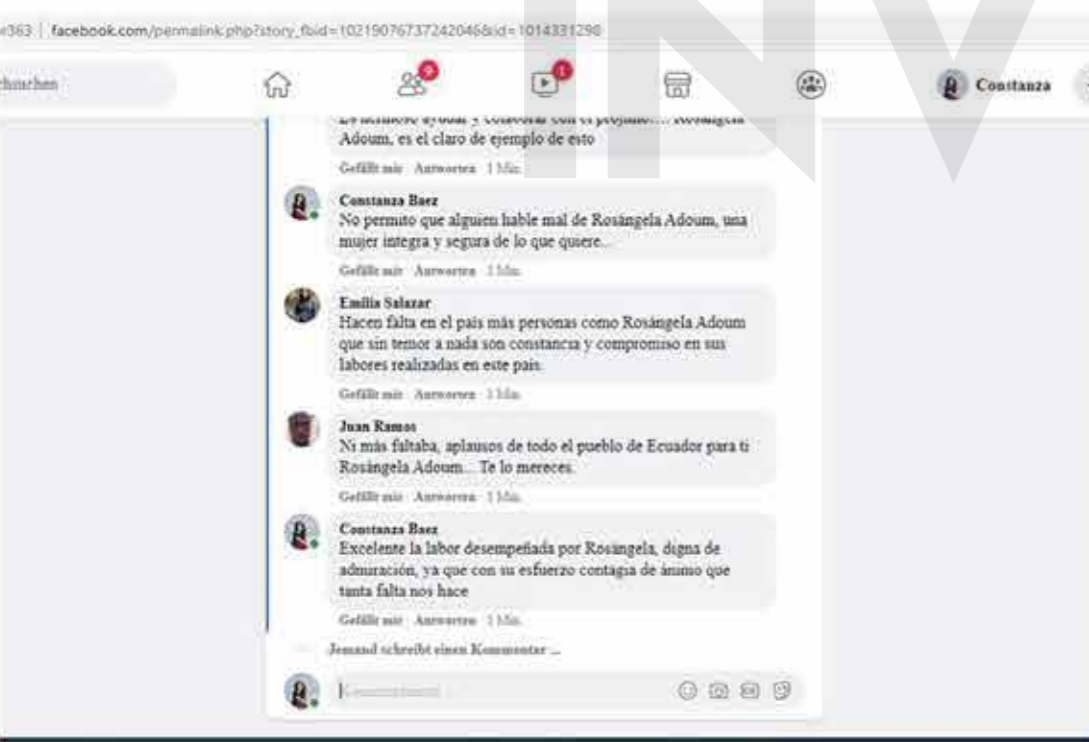 facebook.com/permalink.php?story_fbid=10219076737242046&id=1014331298
9
1
Constanza
INV
Adoum, es el claro de ejemplo de esto
Gefällt mir Antworten 1 Min.
Constanza Baez
No permito que alguien hable mal de Rosángela Adoum, una
mujer integra y segura de lo que quiere...
Gefällt mir Antworten 1 Min.
Emilia Salazar
Hacen falta en el país más personas como Rosángela Adoum
que sin temor a nada son constancia y compromiso en sus
labores realizadas en este país.
Gefällt mir Antworten 1 Min.
Juan Ramos
Ni más faltaba, aplausos de todo el pueblo de Ecuador para ti
Rosángela Adoum... Te lo mereces.
Gefällt mir Antworten 1 Min.
Constanza Baez
Excelente la labor desempeñada por Rosángela, digna de
admiración, ya que con su esfuerzo contagia de ánimo que
tanta falta nos hace
Gefällt mir Antworten 1 Min.
Jemand schreibt einen Kommentar ...